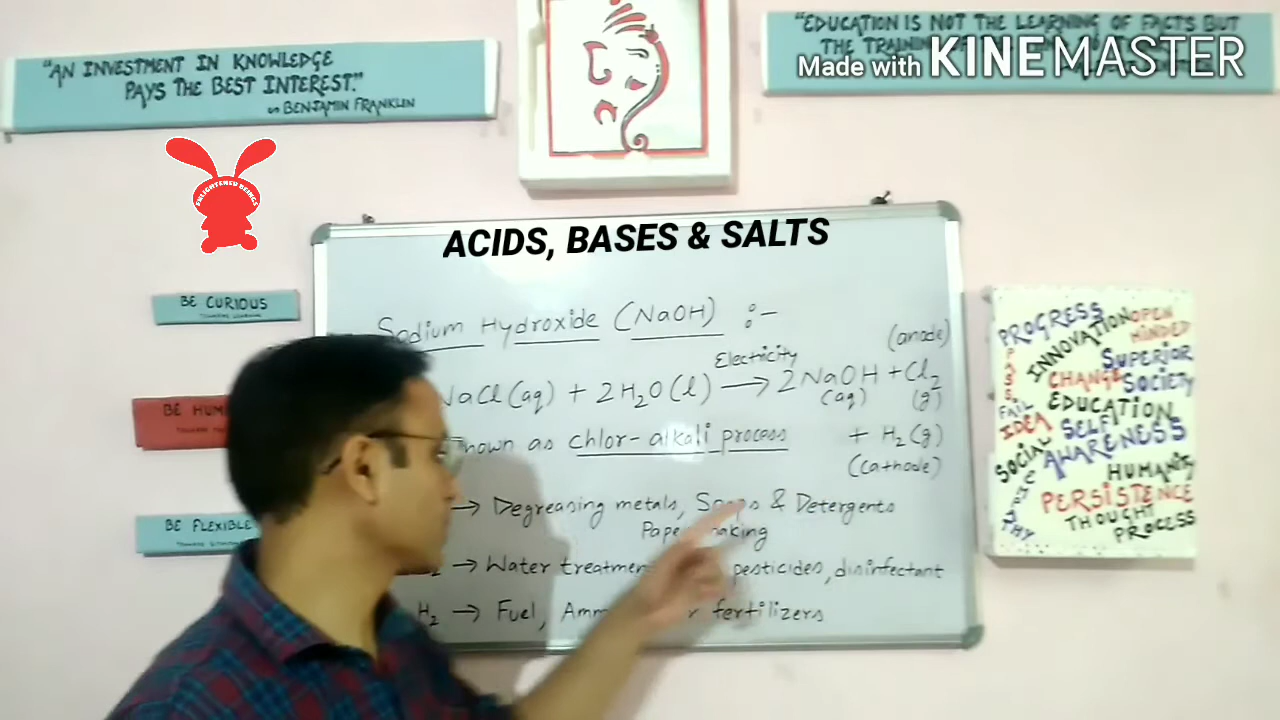 "AN INVESTMENT IN KNOWLEDGE
PAYS THE BEST INTEREST."
BENJAMIN FRANKLIN
"EDUCATION IS NOT THE LEARNING OF FACTS BUT
THE
Made with KINEMASTER
ENLIGHTENED BEINGS
ACIDS, BASES & SALTS
BE CURIOUS
BE
BE FLEXIBLE
Sodium Hydroxide (NaOH) :-
NaCl(aq) + 2H₂O(l) Electricity → 2NaOH + Cl₂ (anode)
(aq) (g)
known as chlor-alkali process + H₂(g)
(cathode)
→ Degreasing metals, Soaps & Detergents
Paper making
→ Water treatment pesticides, disinfectant
H₂ → Fuel, fertilizers
PROGRESS
INNOVATION
OPEN
MINDED
SUPERIOR
CHANGE
SOCIETY
FAIL
IDEA
EDUCATION
SELF
AWARENESS
SOCIAL
HUMANITY
PERSISTENCE
THOUGHT
PROCESS